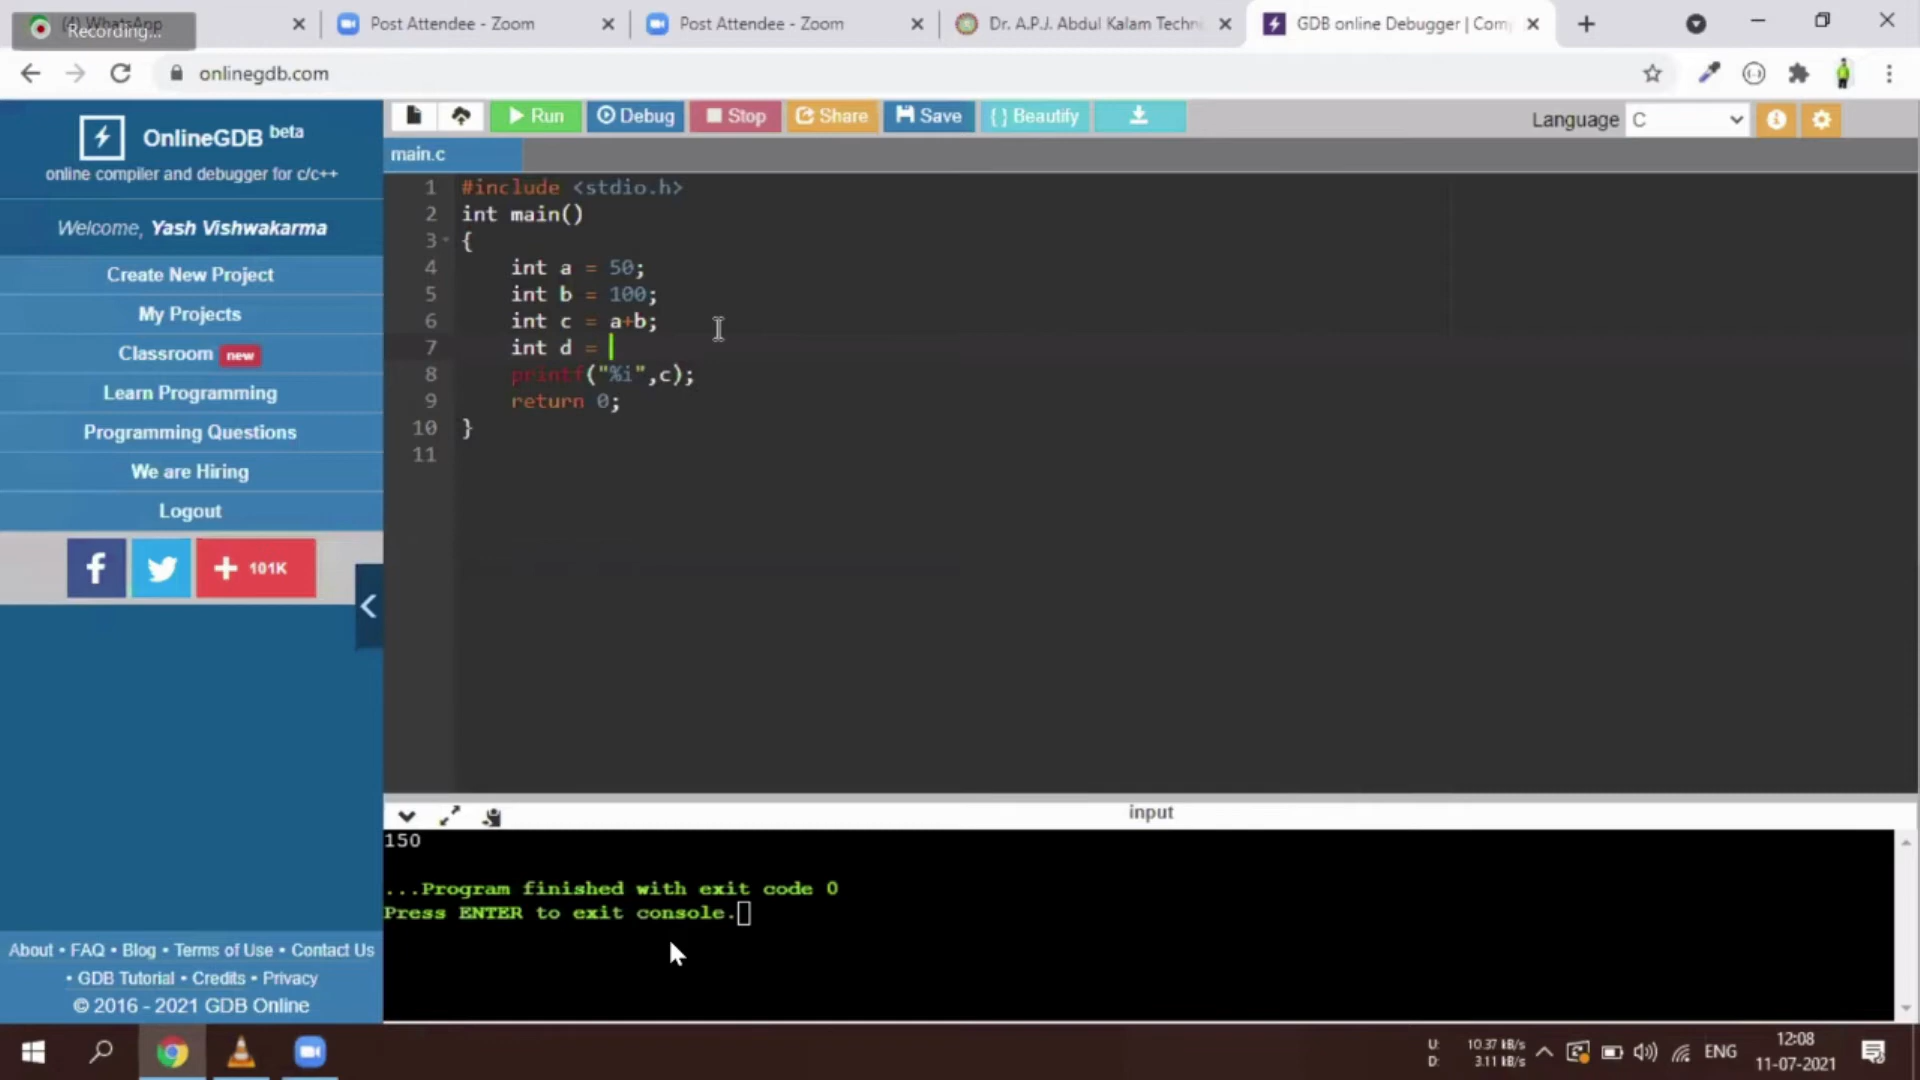 (4) WhatsApp
Recording...
Post Attendee - Zoom
Post Attendee - Zoom
Dr. A.P.J. Abdul Kalam Techn
GDB online Debugger | Com
onlinegdb.com
OnlineGDB beta
online compiler and debugger for c/c++
Welcome, Yash Vishwakarma
Create New Project
My Projects
Classroom new
Learn Programming
Programming Questions
We are Hiring
Logout
101K
About • FAQ • Blog • Terms of Use • Contact Us
• GDB Tutorial • Credits • Privacy
© 2016 - 2021 GDB Online
Run Debug Stop Share Save { } Beautify
Language C
main.c
1 #include <stdio.h>
2 int main()
3 {
4 int a = 50;
5 int b = 100;
6 int c = a+b;
7 int d =
8 printf("%i",c);
9 return 0;
10 }
11
input
150
...Program finished with exit code 0
Press ENTER to exit console.
U: 10.37 kB/s
D: 3.11 kB/s
ENG
12:08
11-07-2021